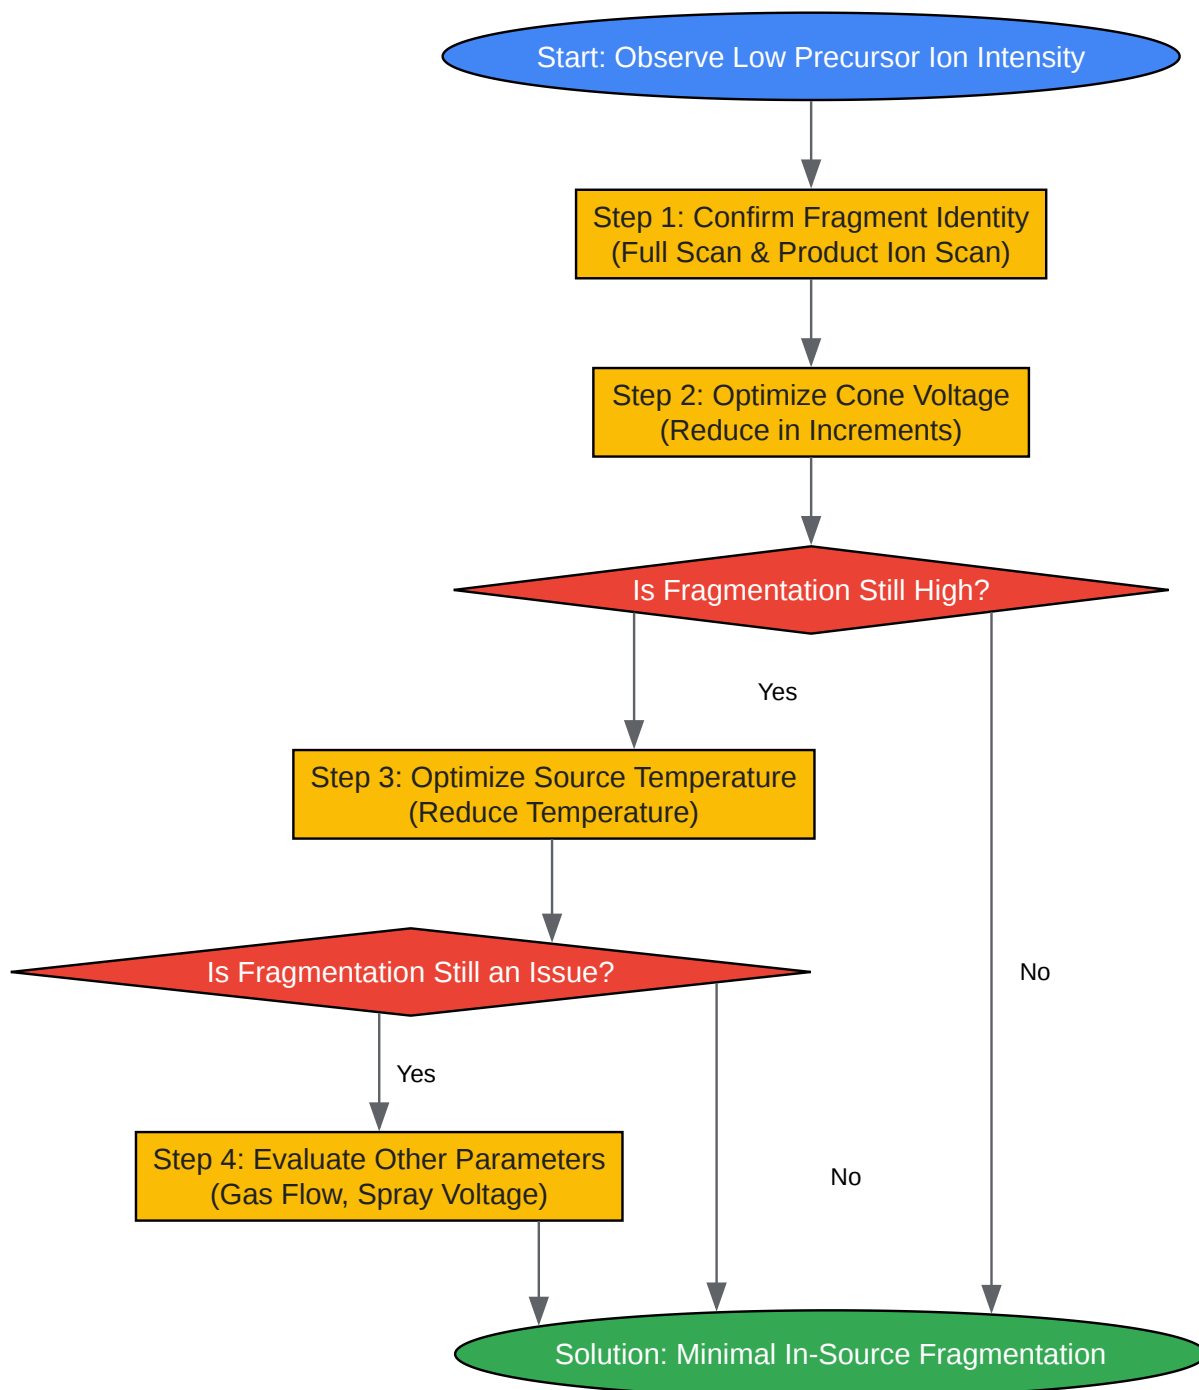 Start: Observe Low Precursor Ion Intensity
Step 1: Confirm Fragment Identity
(Full Scan & Product Ion Scan)
Step 2: Optimize Cone Voltage
(Reduce in Increments)
Is Fragmentation Still High?
Yes
Step 3: Optimize Source Temperature
(Reduce Temperature)
Is Fragmentation Still an Issue?
No
Yes
Step 4: Evaluate Other Parameters
(Gas Flow, Spray Voltage)
No
Solution: Minimal In-Source Fragmentation